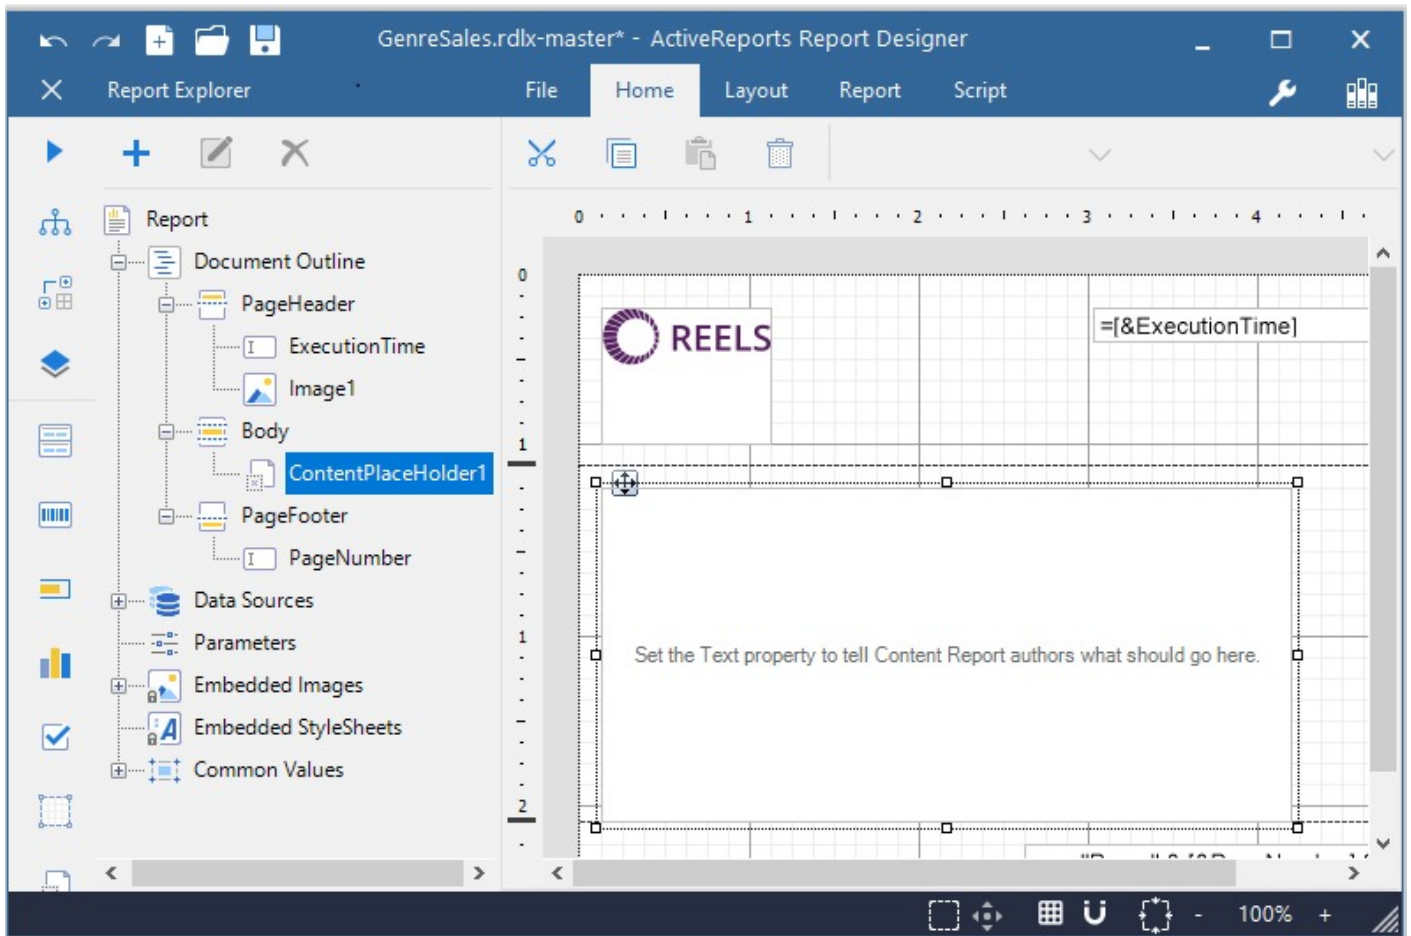 GenreSales.rdlx-master* - ActiveReports Report Designer
Report Explorer
File Home Layout Report Script
Report
Document Outline
PageHeader
ExecutionTime
Image1
Body
ContentPlaceHolder1
PageFooter
PageNumber
Data Sources
Parameters
Embedded Images
Embedded StyleSheets
Common Values
0 1 2 3 4
0
1
1
2
REELS
=[&ExecutionTime]
Set the Text property to tell Content Report authors what should go here.
- 100% +